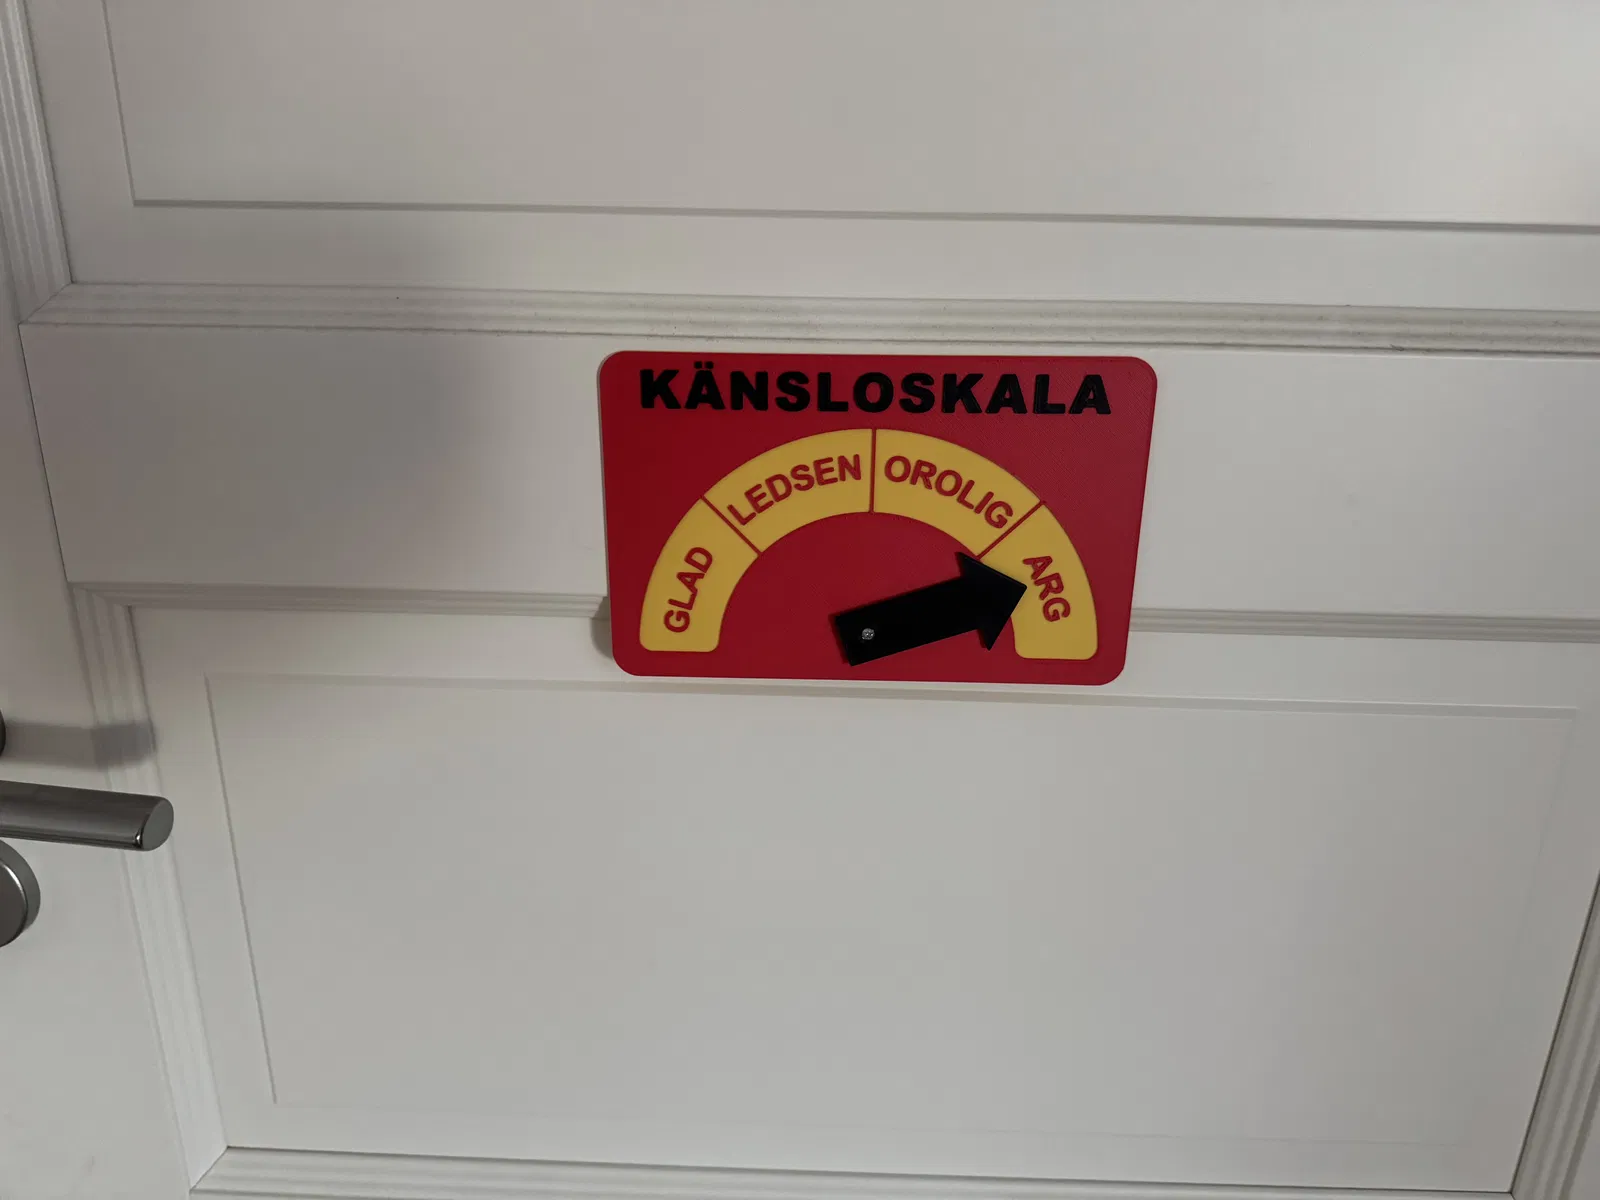 KÄNSLOSKALA
GLAD
LEDSEN
OROLIG
ARG